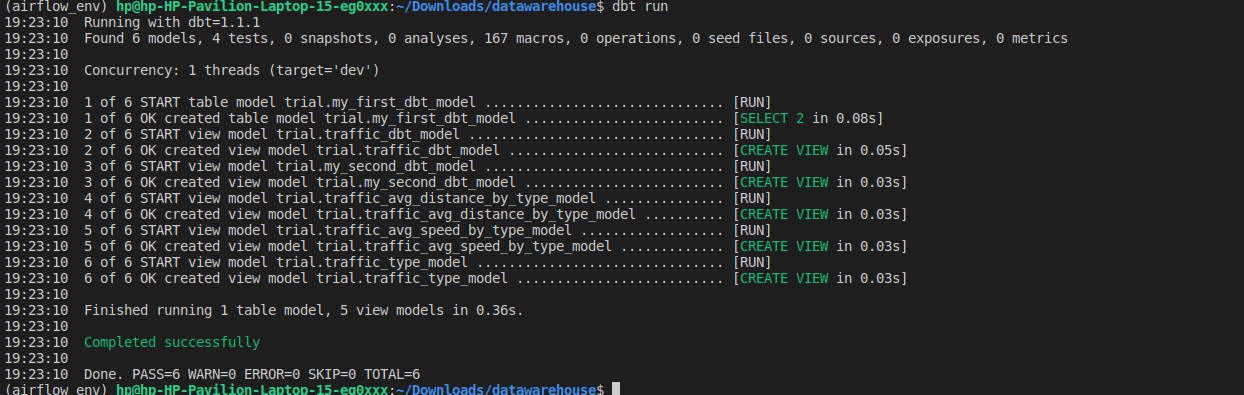 (airflow_env) hp@hp-HP-Pavilion-Laptop-15-eg0xxx:~/Downloads/datawarehouse$ dbt run
19:23:10  Running with dbt=1.1.1
19:23:10  Found 6 models, 4 tests, 0 snapshots, 0 analyses, 167 macros, 0 operations, 0 seed files, 0 sources, 0 exposures, 0 metrics
19:23:10
19:23:10  Concurrency: 1 threads (target='dev')
19:23:10
19:23:10  1 of 6 START table model trial.my_first_dbt_model .............................. [RUN]
19:23:10  1 of 6 OK created table model trial.my_first_dbt_model ......................... [SELECT 2 in 0.08s]
19:23:10  2 of 6 START view model trial.traffic_dbt_model ................................ [RUN]
19:23:10  2 of 6 OK created view model trial.traffic_dbt_model ........................... [CREATE VIEW in 0.05s]
19:23:10  3 of 6 START view model trial.my_second_dbt_model .............................. [RUN]
19:23:10  3 of 6 OK created view model trial.my_second_dbt_model ......................... [CREATE VIEW in 0.03s]
19:23:10  4 of 6 START view model trial.traffic_avg_distance_by_type_model ............... [RUN]
19:23:10  4 of 6 OK created view model trial.traffic_avg_distance_by_type_model .......... [CREATE VIEW in 0.03s]
19:23:10  5 of 6 START view model trial.traffic_avg_speed_by_type_model .................. [RUN]
19:23:10  5 of 6 OK created view model trial.traffic_avg_speed_by_type_model ............. [CREATE VIEW in 0.03s]
19:23:10  6 of 6 START view model trial.traffic_type_model ............................... [RUN]
19:23:10  6 of 6 OK created view model trial.traffic_type_model .......................... [CREATE VIEW in 0.03s]
19:23:10
19:23:10  Finished running 1 table model, 5 view models in 0.36s.
19:23:10
19:23:10  Completed successfully
19:23:10
19:23:10  Done. PASS=6 WARN=0 ERROR=0 SKIP=0 TOTAL=6
(airflow_env) hp@hp-HP-Pavilion-Laptop-15-eg0xxx:~/Downloads/datawarehouse$